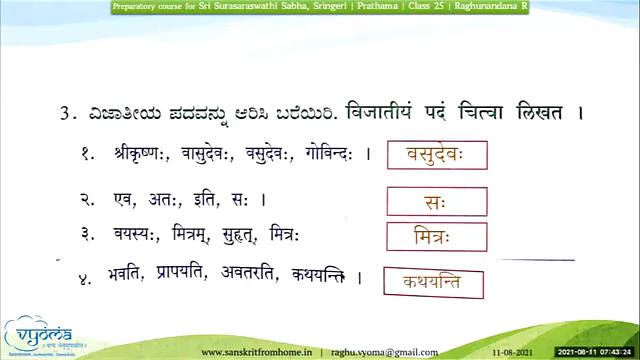 Preparatory course for Sri Surasaraswathi Sabha, Sringeri | Prathama | Class 25 | Raghunandana R
3. ವಿಜಾತೀಯ ಪದವನ್ನು ಆರಿಸಿ ಬರೆಯಿರಿ. विजातीयं पदं चित्वा लिखत ।
१. श्रीकृष्णः, वासुदेवः, वसुदेवः, गोविन्दः । वसुदेवः
२. एव, अतः, इति, सः । सः
३. वयस्यः, मित्रम्, सुहृत्, मित्रः मित्रः
४. भवति, प्रापयति, अवतरति, कथयन्ति । कथयन्ति
vyoma
www.sanskritfromhome.in | raghu.vyoma@gmail.com 11-08-2021
2021-08-11 07:43:24